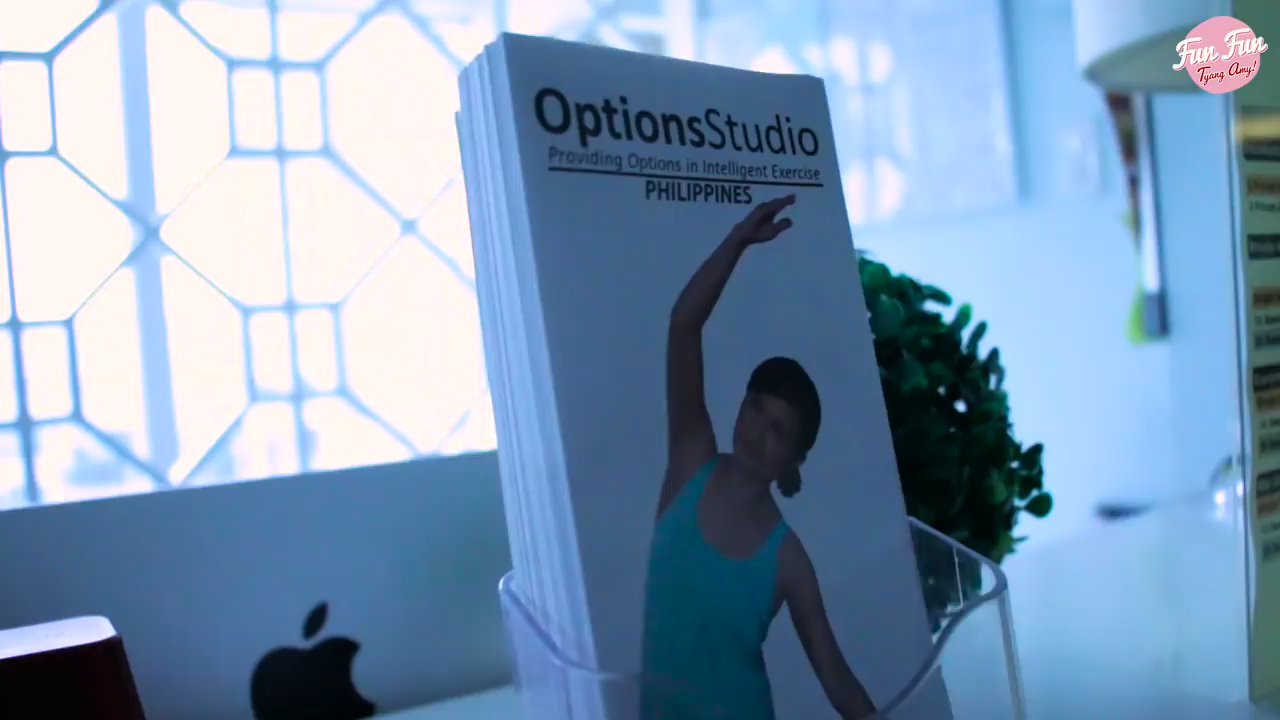 Fun Fun
Tyang Amy!
OptionsStudio
Providing Options in Intelligent Exercise
PHILIPPINES